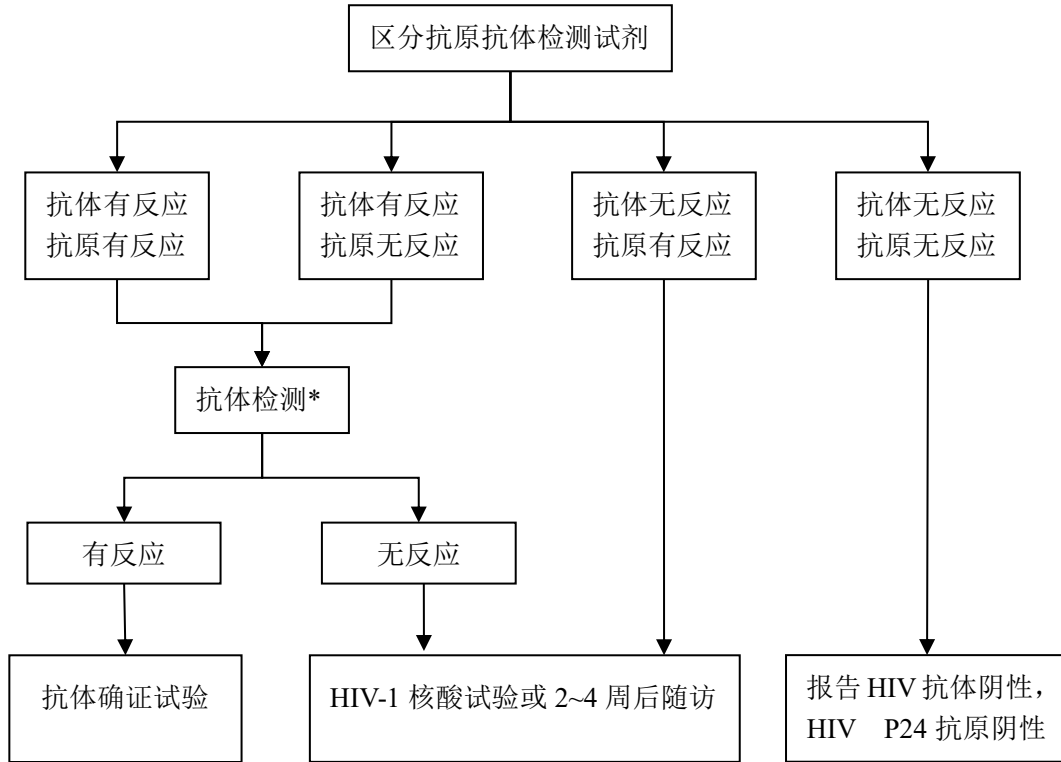 区分抗原抗体检测试剂
抗体有反应
抗原有反应
抗体有反应
抗原无反应
抗体无反应
抗原有反应
抗体无反应
抗原无反应
抗体检测*
有反应
无反应
抗体确证试验
HIV-1 核酸试验或 2~4 周后随访
报告 HIV 抗体阴性，
HIV P24 抗原阴性